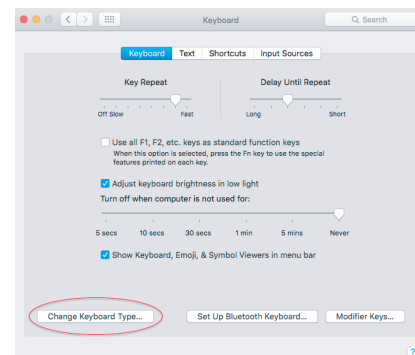 Keyboard
Search
Keyboard Text Shortcuts Input Sources
Key Repeat
Delay Until Repeat
Off Slow Fast
Long Short
Use all F1, F2, etc. keys as standard function keys
When this option is selected, press the Fn key to use the special
features printed on each key.
Adjust keyboard brightness in low light
Turn off when computer is not used for:
5 secs 10 secs 30 secs 1 min 5 mins Never
Show Keyboard, Emoji, & Symbol Viewers in menu bar
Change Keyboard Type... Set Up Bluetooth Keyboard... Modifier Keys...
?